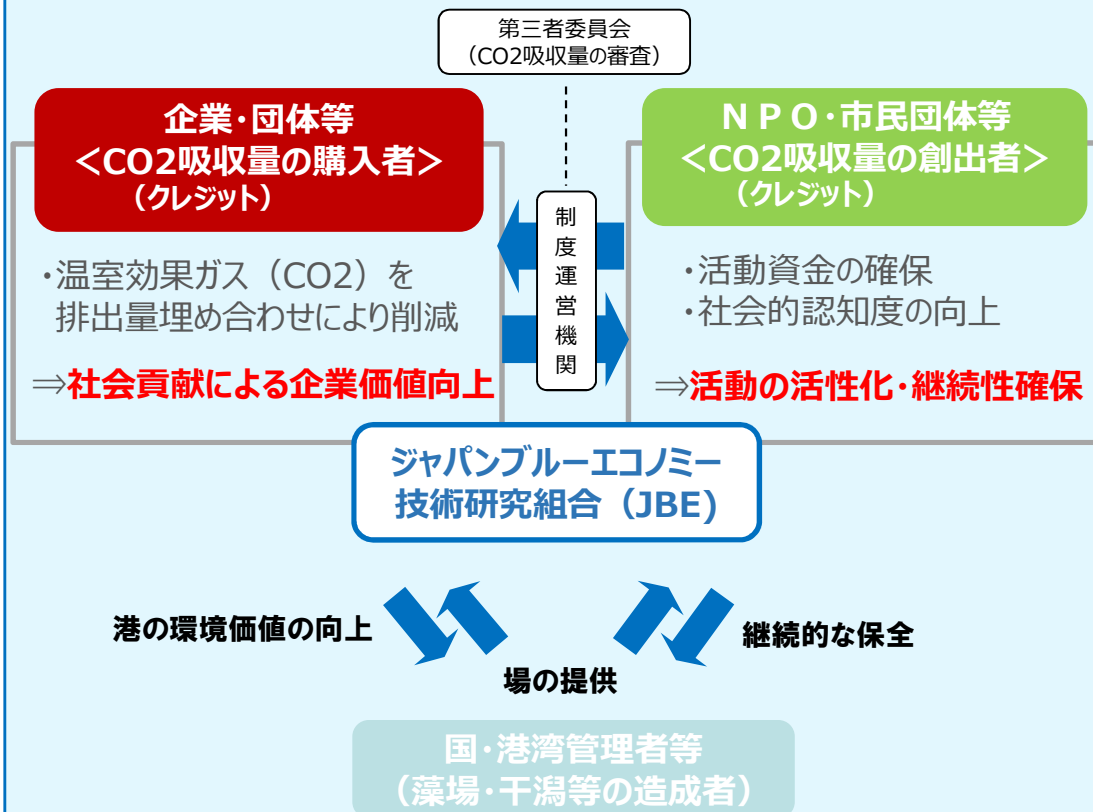 第三者委員会
（CO2吸収量の審査）
企業・団体等
＜CO2吸収量の購入者＞
（クレジット）
ＮＰＯ・市民団体等
＜CO2吸収量の創出者＞
（クレジット）
制度運営機関
・温室効果ガス（CO2）を
排出量埋め合わせにより削減
⇒社会貢献による企業価値向上
・活動資金の確保
・社会的認知度の向上
⇒活動の活性化・継続性確保
ジャパンブルーエコノミー
技術研究組合（JBE)
港の環境価値の向上
継続的な保全
場の提供
国・港湾管理者等
（藻場・干潟等の造成者）